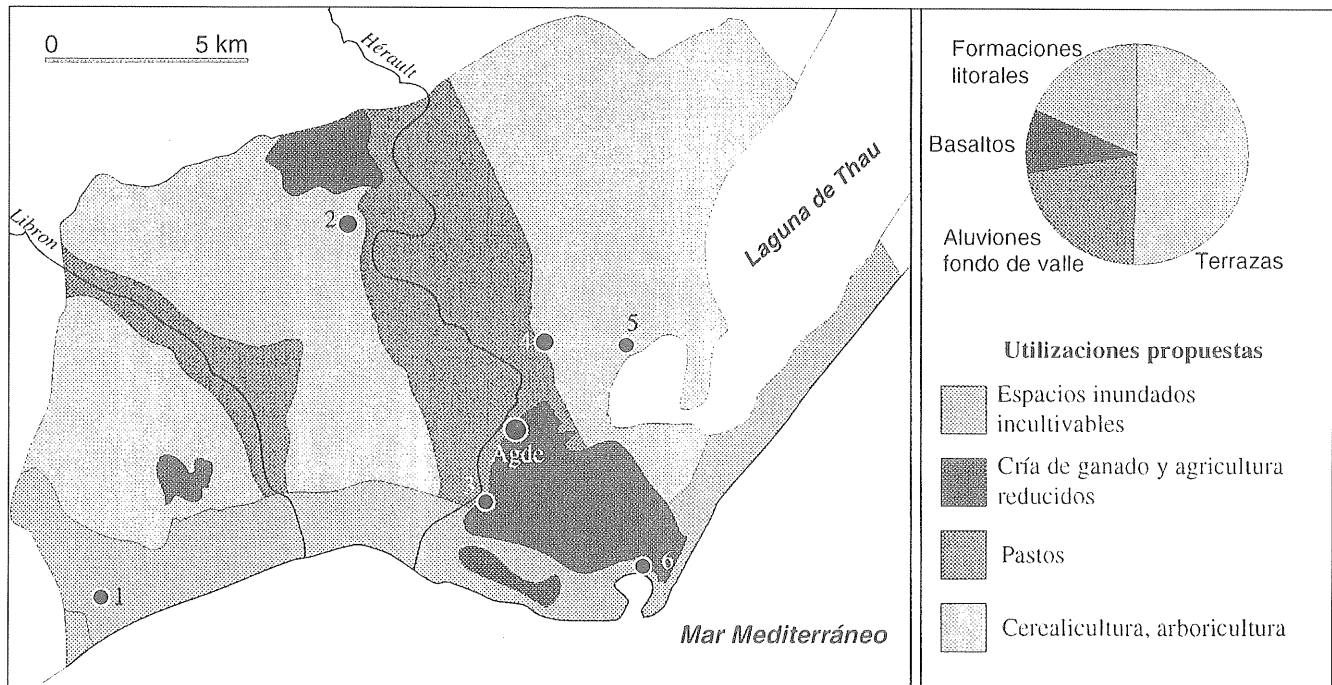 0 5 km
Hérault
Libron
2
Laguna de Thau
4
5
Agde
3
6
1
Mar Mediterráneo
Formaciones
litorales
Basaltos
Aluviones
fondo de valle
Terrazas
Utilizaciones propuestas
Espacios inundados
incultivables
Cría de ganado y agricultura
reducidos
Pastos
Cerealicultura, arboricultura